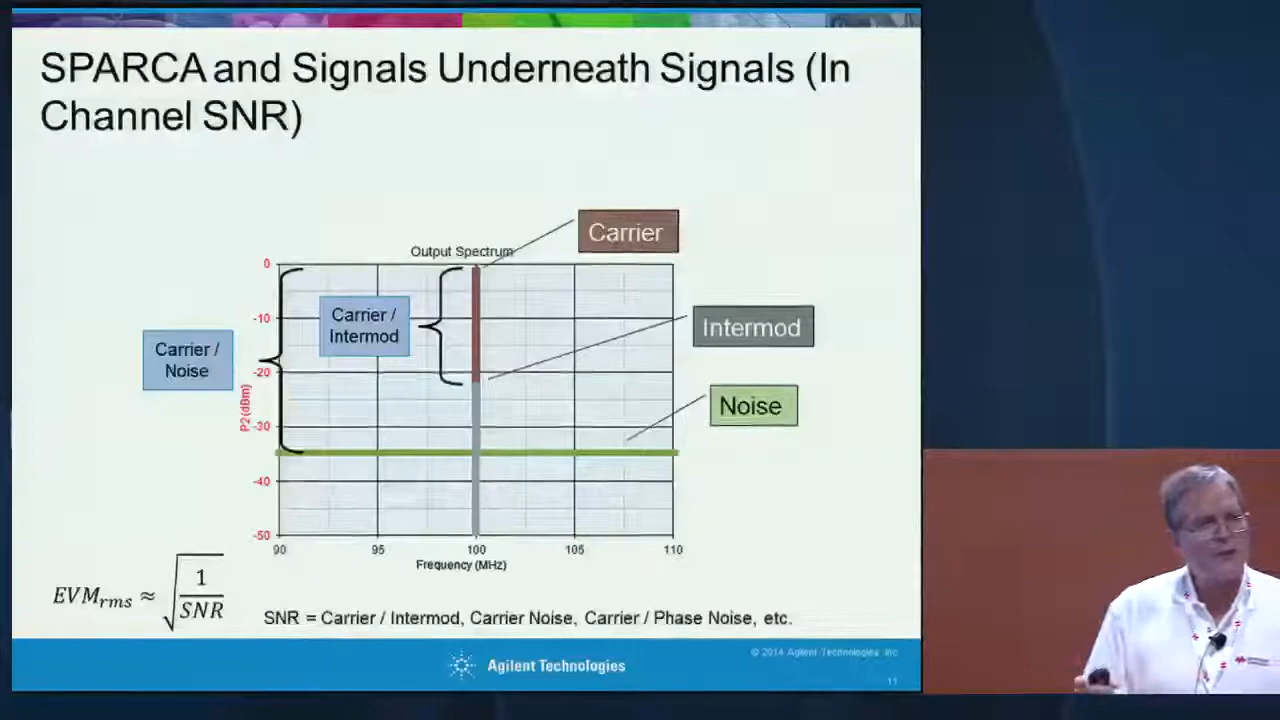 SPARCA and Signals Underneath Signals (In
Channel SNR)
Carrier
Output Spectrum
0
Carrier /
Intermod
-10
Intermod
Carrier /
Noise
-20
Noise
P2(dBm)
-30
-40
-50
90
95
100
105
110
Frequency (MHz)
EVMrms ≈ √1/SNR
SNR = Carrier / Intermod, Carrier Noise, Carrier / Phase Noise, etc.
Agilent Technologies
© 2014 Agilent Technologies, Inc
11